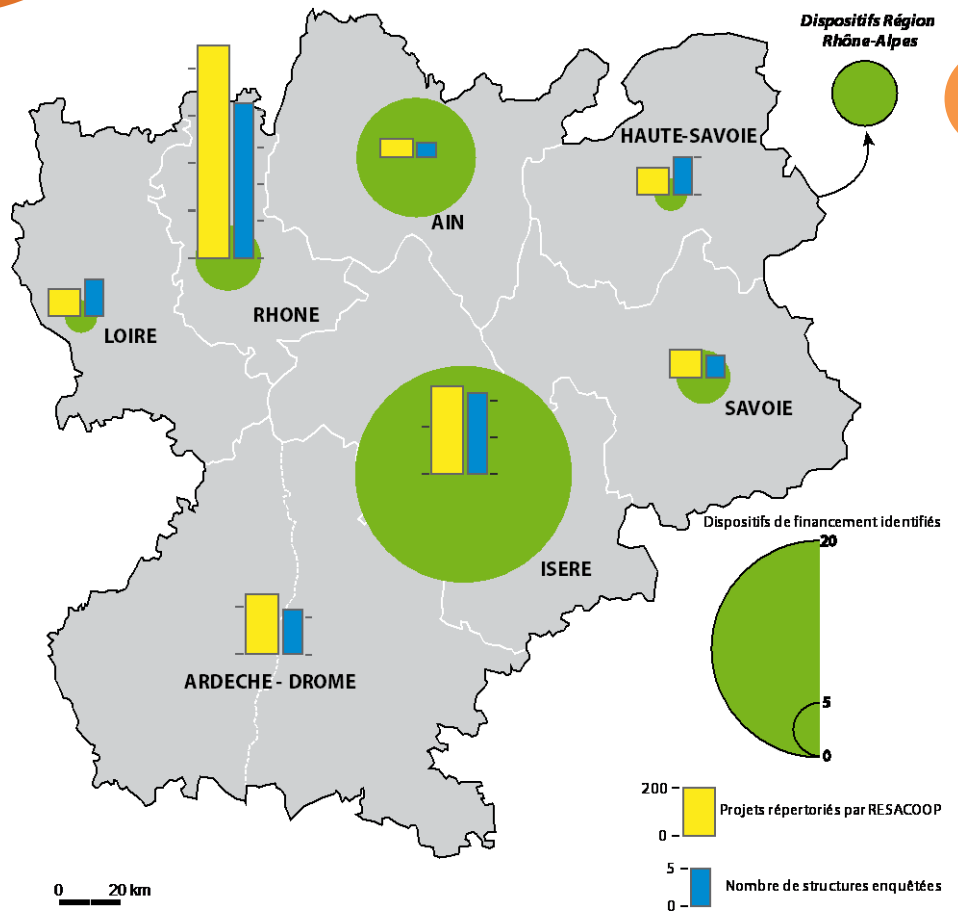 Dispositifs Région
Rhône-Alpes
HAUTE-SAVOIE
AIN
RHONE
LOIRE
SAVOIE
ISERE
ARDECHE - DROME
Dispositifs de financement identifiés
20
5
0
200
0
Projets répertoriés par RESACOOP
5
0
Nombre de structures enquêtées
0 20 km